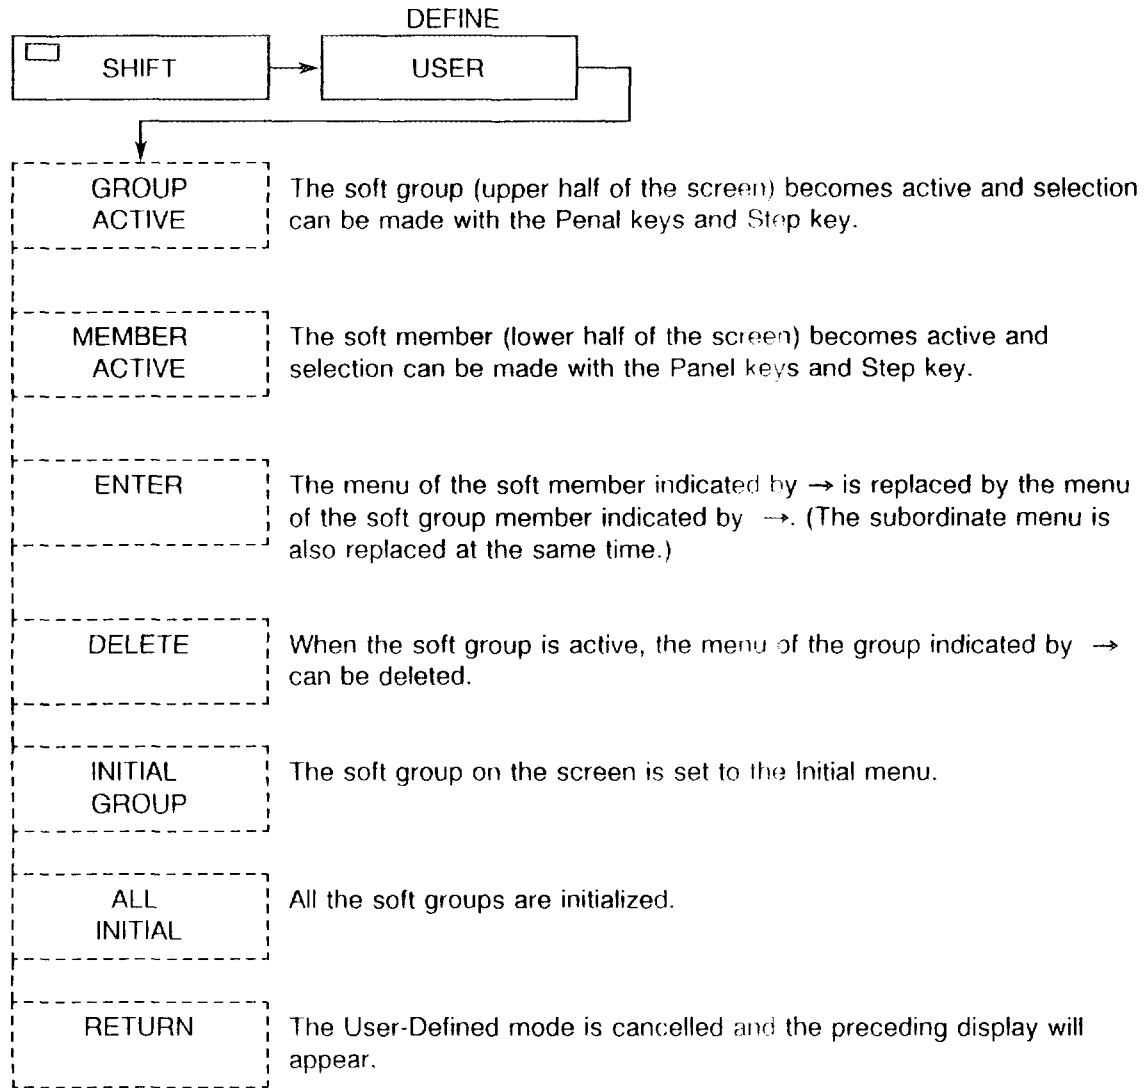 DEFINE
SHIFT
USER
GROUP
ACTIVE
The soft group (upper half of the screen) becomes active and selection
can be made with the Penal keys and Step key.
MEMBER
ACTIVE
The soft member (lower half of the screen) becomes active and
selection can be made with the Panel keys and Step key.
ENTER
The menu of the soft member indicated by → is replaced by the menu
of the soft group member indicated by →. (The subordinate menu is
also replaced at the same time.)
DELETE
When the soft group is active, the menu of the group indicated by →
can be deleted.
INITIAL
GROUP
The soft group on the screen is set to the Initial menu.
ALL
INITIAL
All the soft groups are initialized.
RETURN
The User-Defined mode is cancelled and the preceding display will
appear.